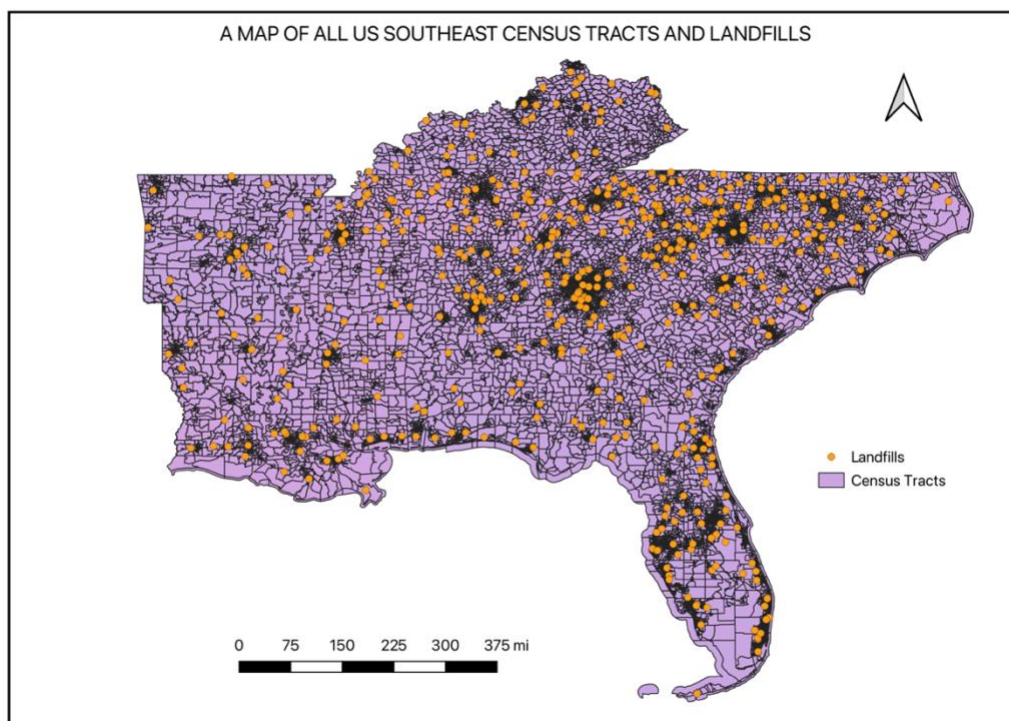 A MAP OF ALL US SOUTHEAST CENSUS TRACTS AND LANDFILLS
Landfills
Census Tracts
0 75 150 225 300 375 mi